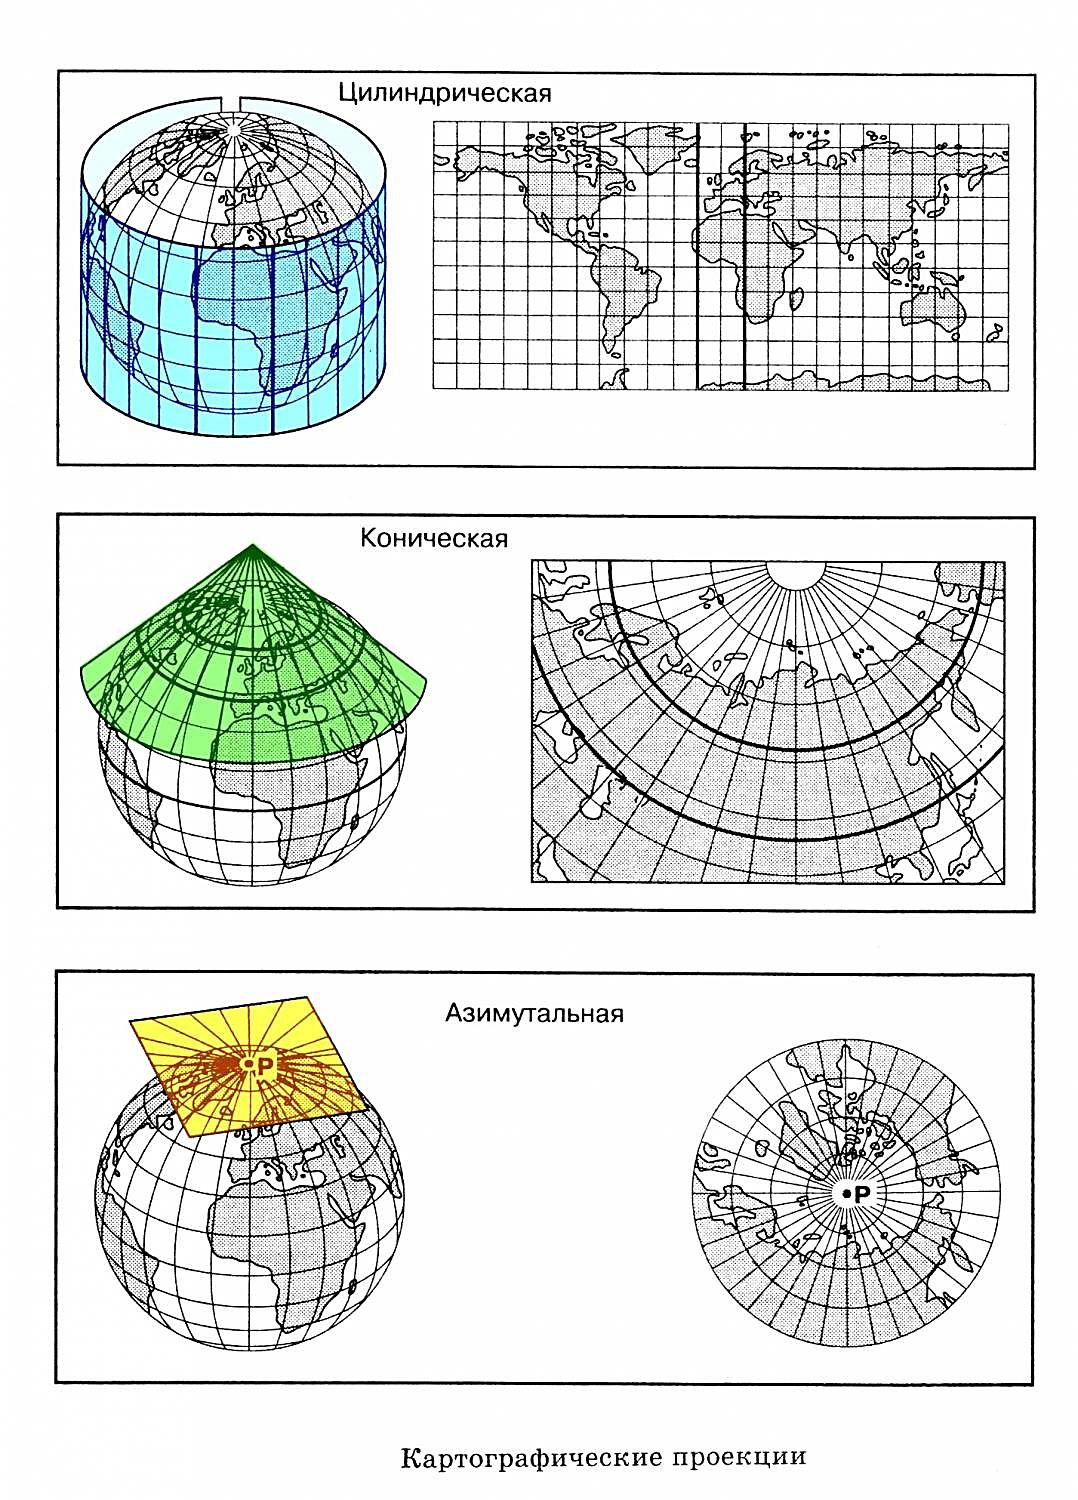 Цилиндрическая
Коническая
Азимутальная
P
P
Картографические проекции